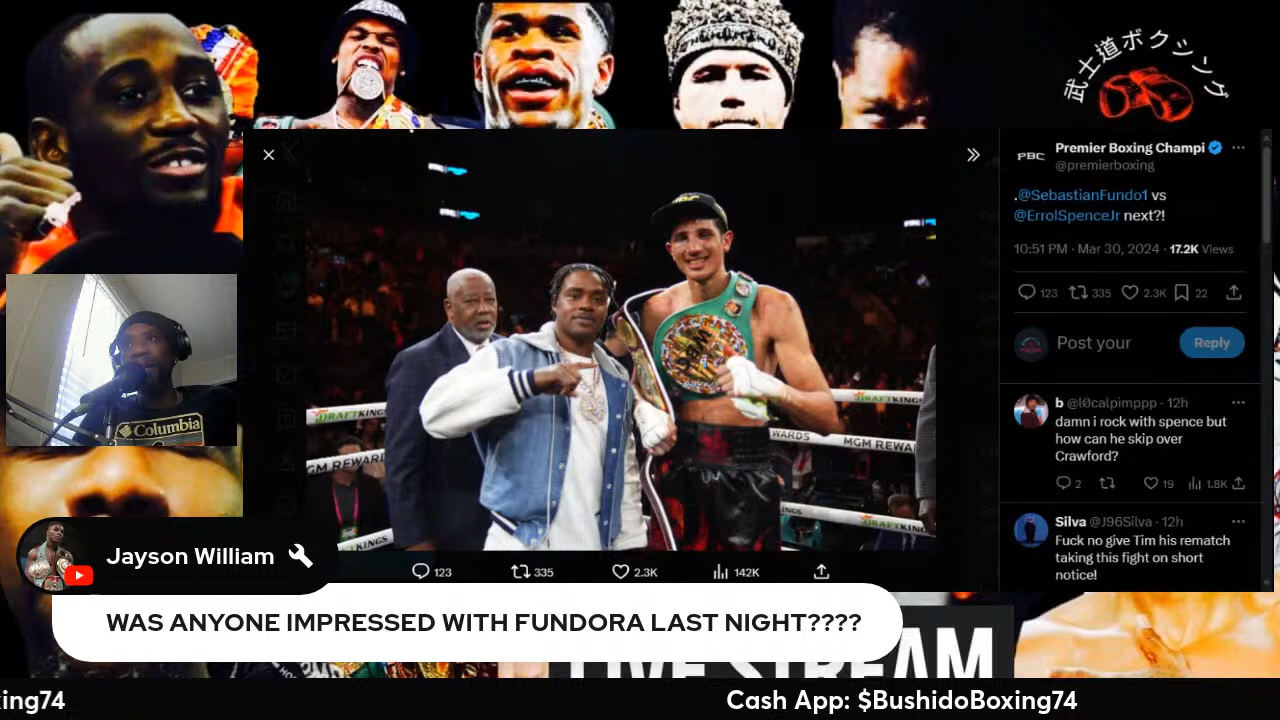 武士道ボクシング
PBC
Premier Boxing Champi
@premierboxing
.@SebastianFundo1 vs
@ErrolSpenceJr next?!
10:51 PM · Mar 30, 2024 · 17.2K Views
123 335 2.3K 22
Post your
Reply
b @l0calpimppp · 12h
damn i rock with spence but
how can he skip over
Crawford?
2 19 1.8K
Silva @J96Silva · 12h
Fuck no give Tim his rematch
taking this fight on short
notice!
DRAFTKINGS
GM REWARDS
WARDS
MGM REWAR
Columbia
123 335 2.3K 142K
Jayson William
WAS ANYONE IMPRESSED WITH FUNDORA LAST NIGHT????
LIVE STREAM
xing74
Cash App: $BushidoBoxing74